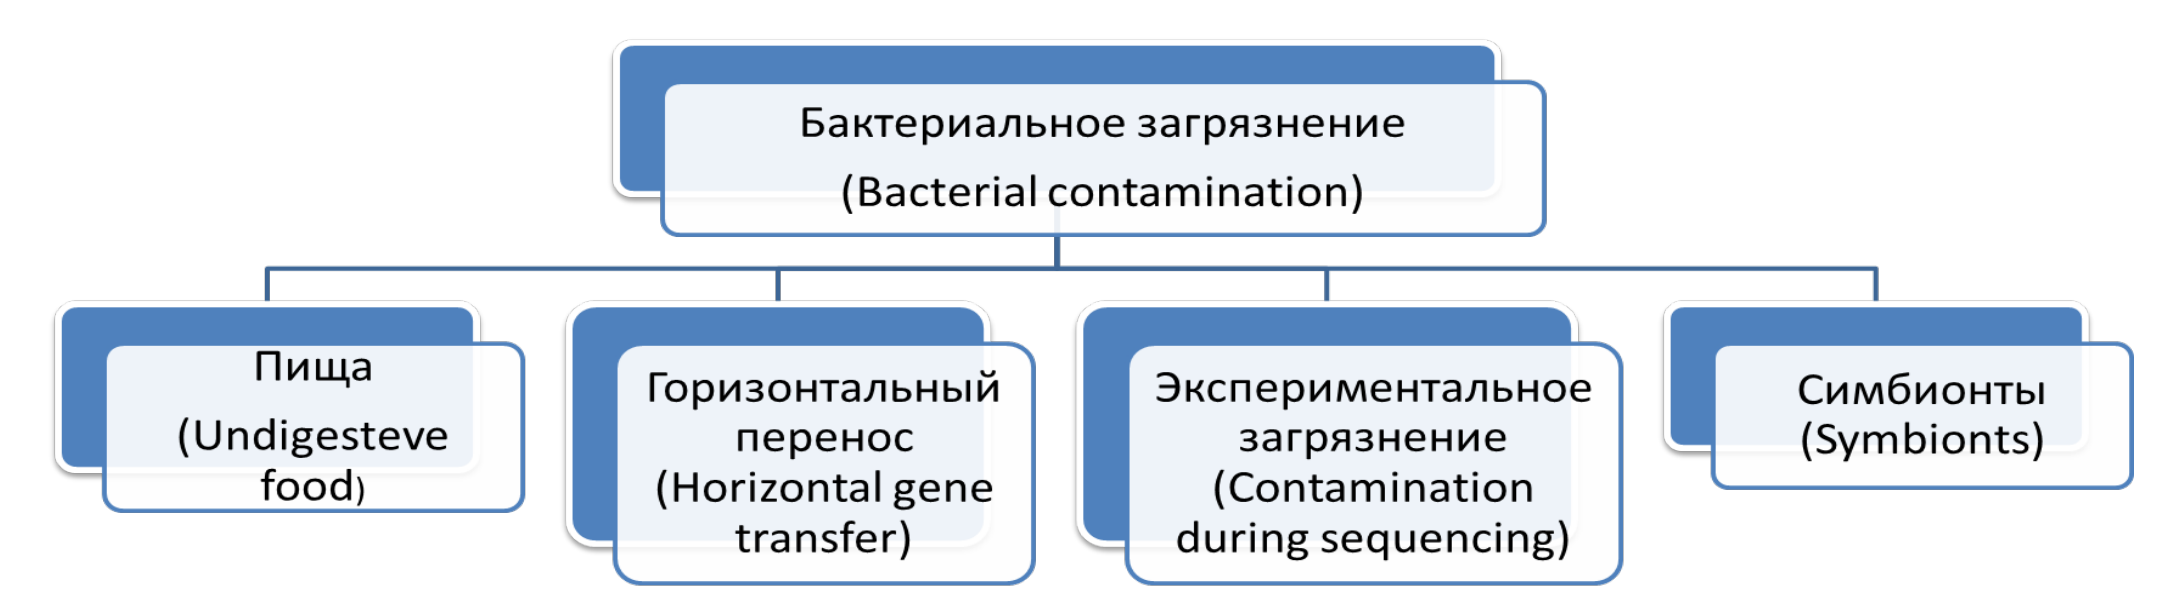 Бактериальное загрязнение
(Bacterial contamination)
Пища
(Undigesteve
food)
Горизонтальный
перенос
(Horizontal gene
transfer)
Экспериментальное
загрязнение
(Contamination
during sequencing)
Симбионты
(Symbionts)